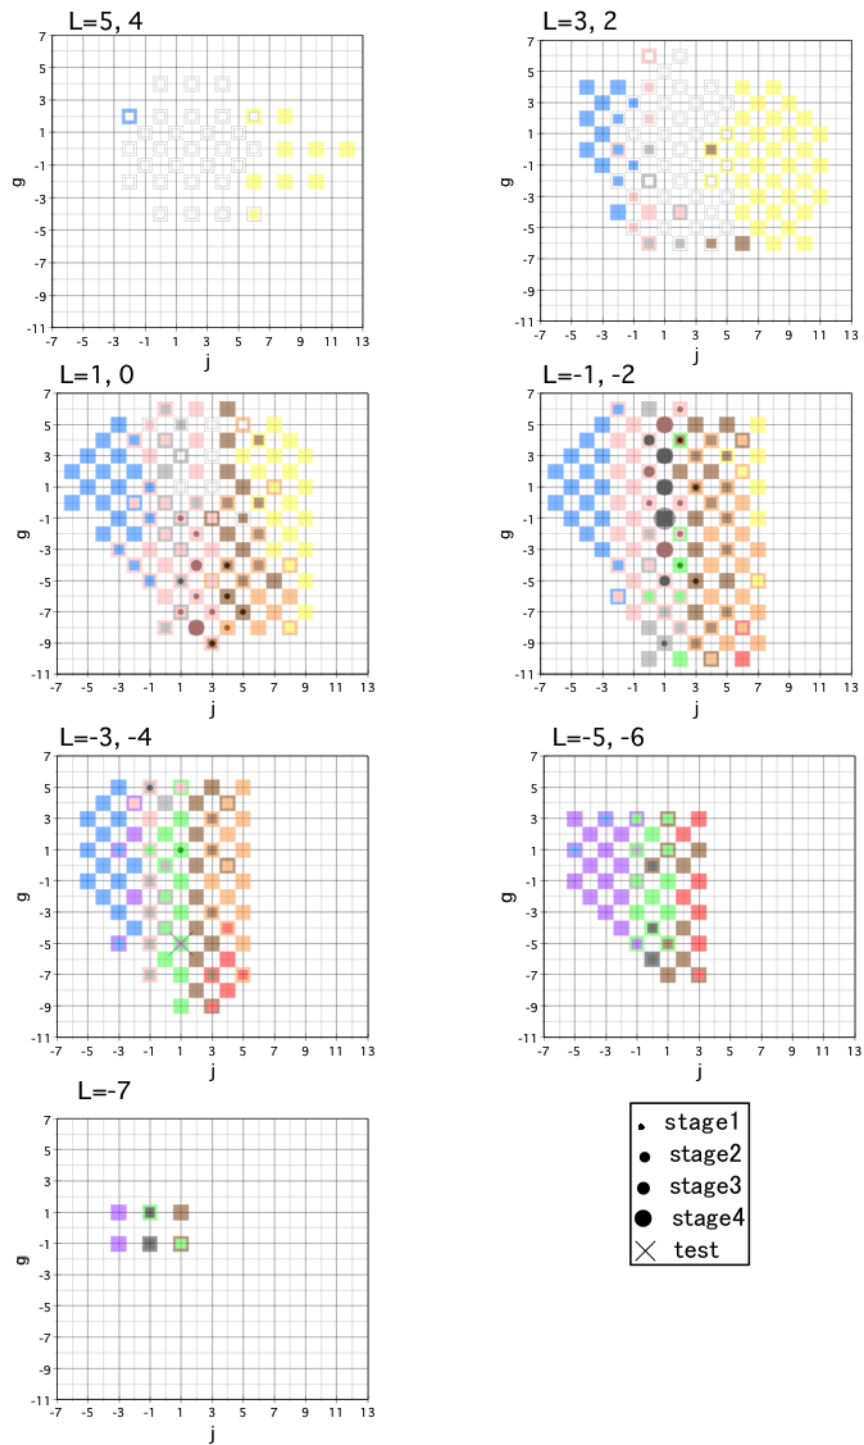 L=5, 4
7
5
3
1
-1
-3
-5
-7
-9
-11
g
-7 -5 -3 -1 1 3 5 7 9 11 13
j
L=3, 2
7
5
3
1
-1
-3
-5
-7
-9
-11
g
-7 -5 -3 -1 1 3 5 7 9 11 13
j
L=1, 0
7
5
3
1
-1
-3
-5
-7
-9
-11
g
-7 -5 -3 -1 1 3 5 7 9 11 13
j
L=-1, -2
7
5
3
1
-1
-3
-5
-7
-9
-11
g
-7 -5 -3 -1 1 3 5 7 9 11 13
j
L=-3, -4
7
5
3
1
-1
-3
-5
-7
-9
-11
g
-7 -5 -3 -1 1 3 5 7 9 11 13
j
L=-5, -6
7
5
3
1
-1
-3
-5
-7
-9
-11
g
-7 -5 -3 -1 1 3 5 7 9 11 13
j
L=-7
7
5
3
1
-1
-3
-5
-7
-9
-11
g
-7 -5 -3 -1 1 3 5 7 9 11 13
j
stage1
stage2
stage3
stage4
test